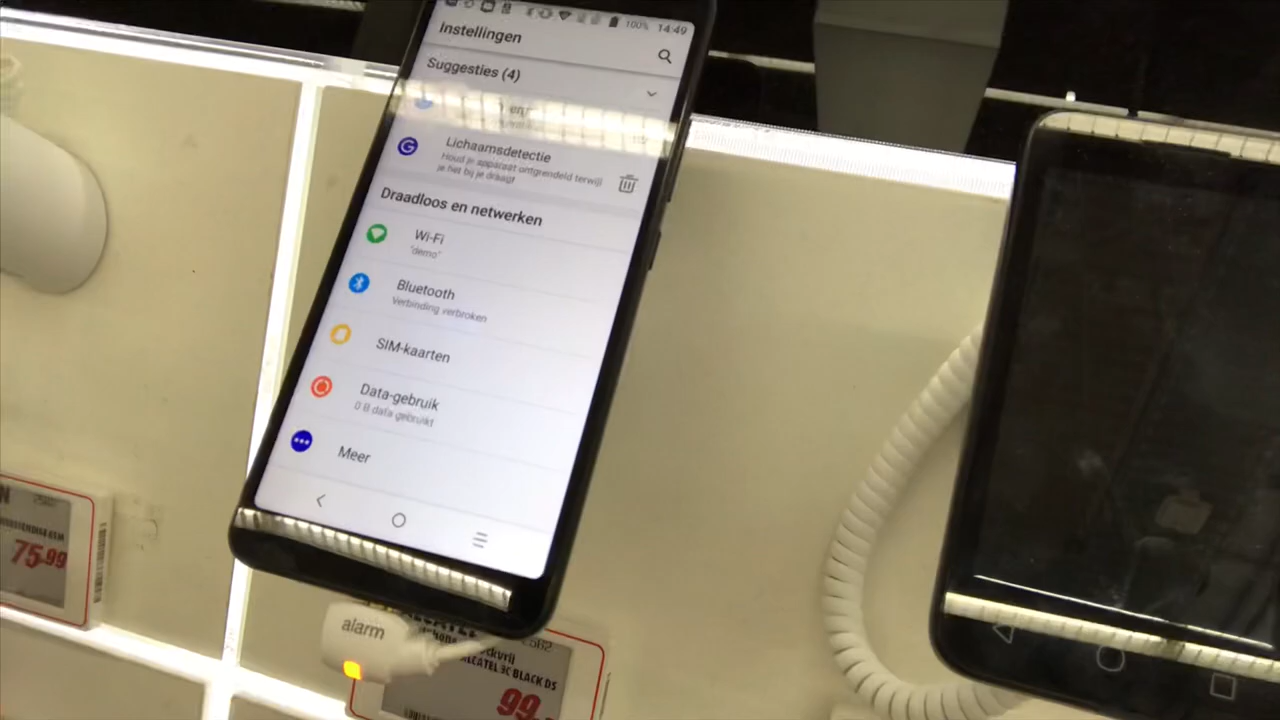 100% 14:49
Instellingen
Suggesties (4)
en
Lichaamsdetectie
Houd je apparaat ontgrendeld terwijl
je het bij je draagt
Draadloos en netwerken
Wi-Fi
"demo"
Bluetooth
Verbinding verbroken
SIM-kaarten
Data-gebruik
0 B data gebruikt
Meer
75.99
alarm
2562
ALCATEL 3C BLACK DS
99.